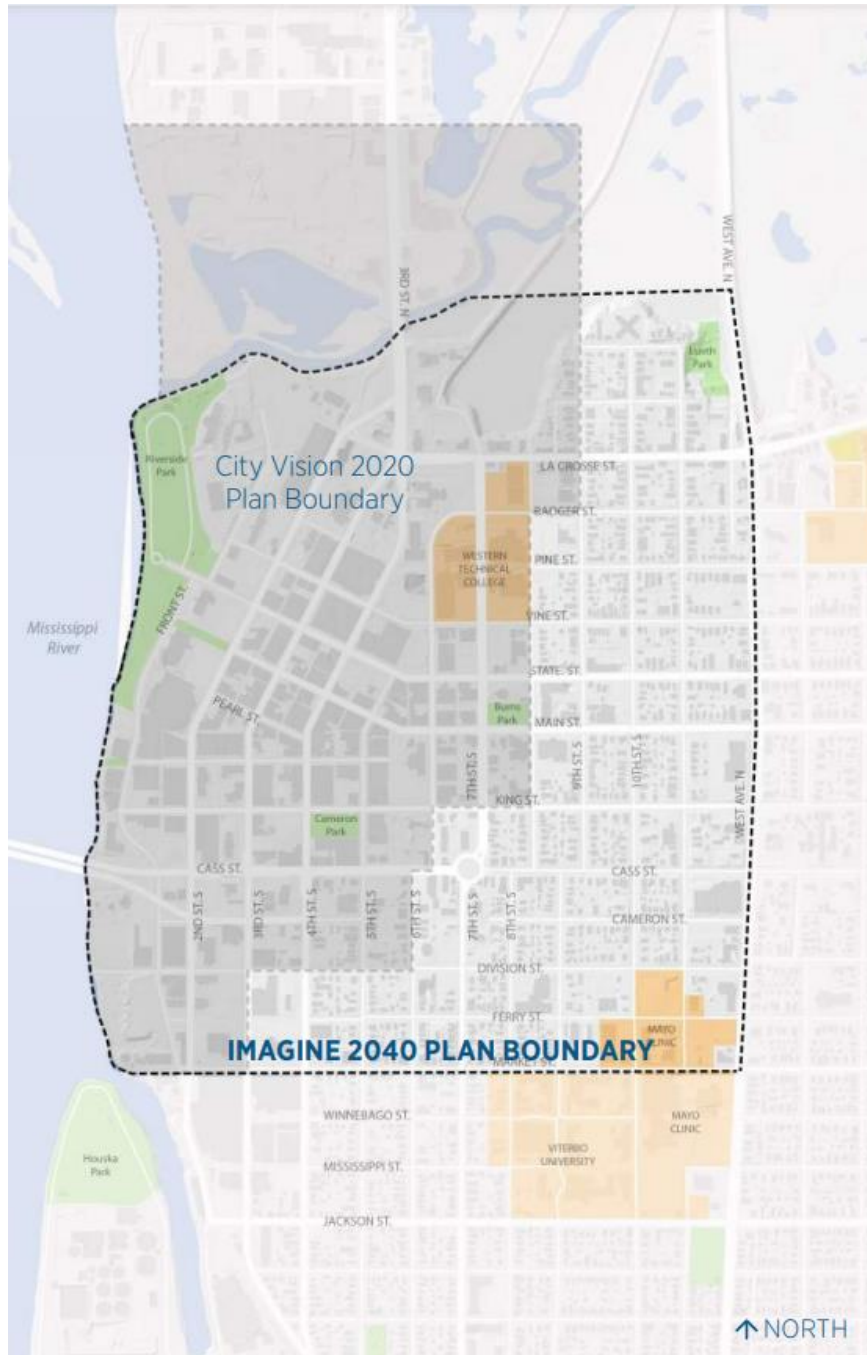 WEST AVE. N
3RD ST. N
Lueth
Park
Riverside
Park
City Vision 2020
Plan Boundary
LA CROSSE ST.
BADGER ST.
WESTERN
TECHNICAL
COLLEGE
PINE ST.
VINE ST.
FRONT ST.
Mississippi
River
STATE. ST.
PEARL ST.
Burns
Park
MAIN ST.
7TH ST. S
9TH ST. S
10TH ST. S
KING ST.
WEST AVE. N
Cameron
Park
CASS ST.
CASS ST.
2ND ST. S
3RD ST. S
4TH ST. S
5TH ST. S
6TH ST. S
7TH ST. S
8TH ST. S
CAMERON ST.
DIVISION ST.
FERRY ST.
MAYO
CLINIC
IMAGINE 2040 PLAN BOUNDARY
MARKET ST.
WINNEBAGO ST.
MAYO
CLINIC
Houska
Park
VITERBO
UNIVERSITY
MISSISSIPPI ST.
JACKSON ST.
NORTH